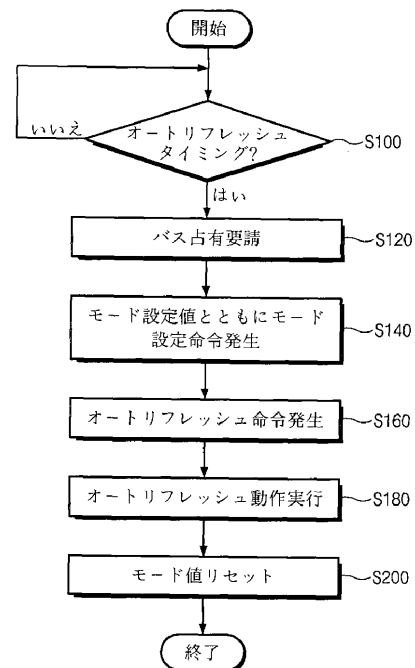 開始
オートリフレッシュ
タイミング?
S100
いいえ
はい
バス占有要請
S120
モード設定値とともにモード
設定命令発生
S140
オートリフレッシュ命令発生
S160
オートリフレッシュ動作実行
S180
モード値リセット
S200
終了